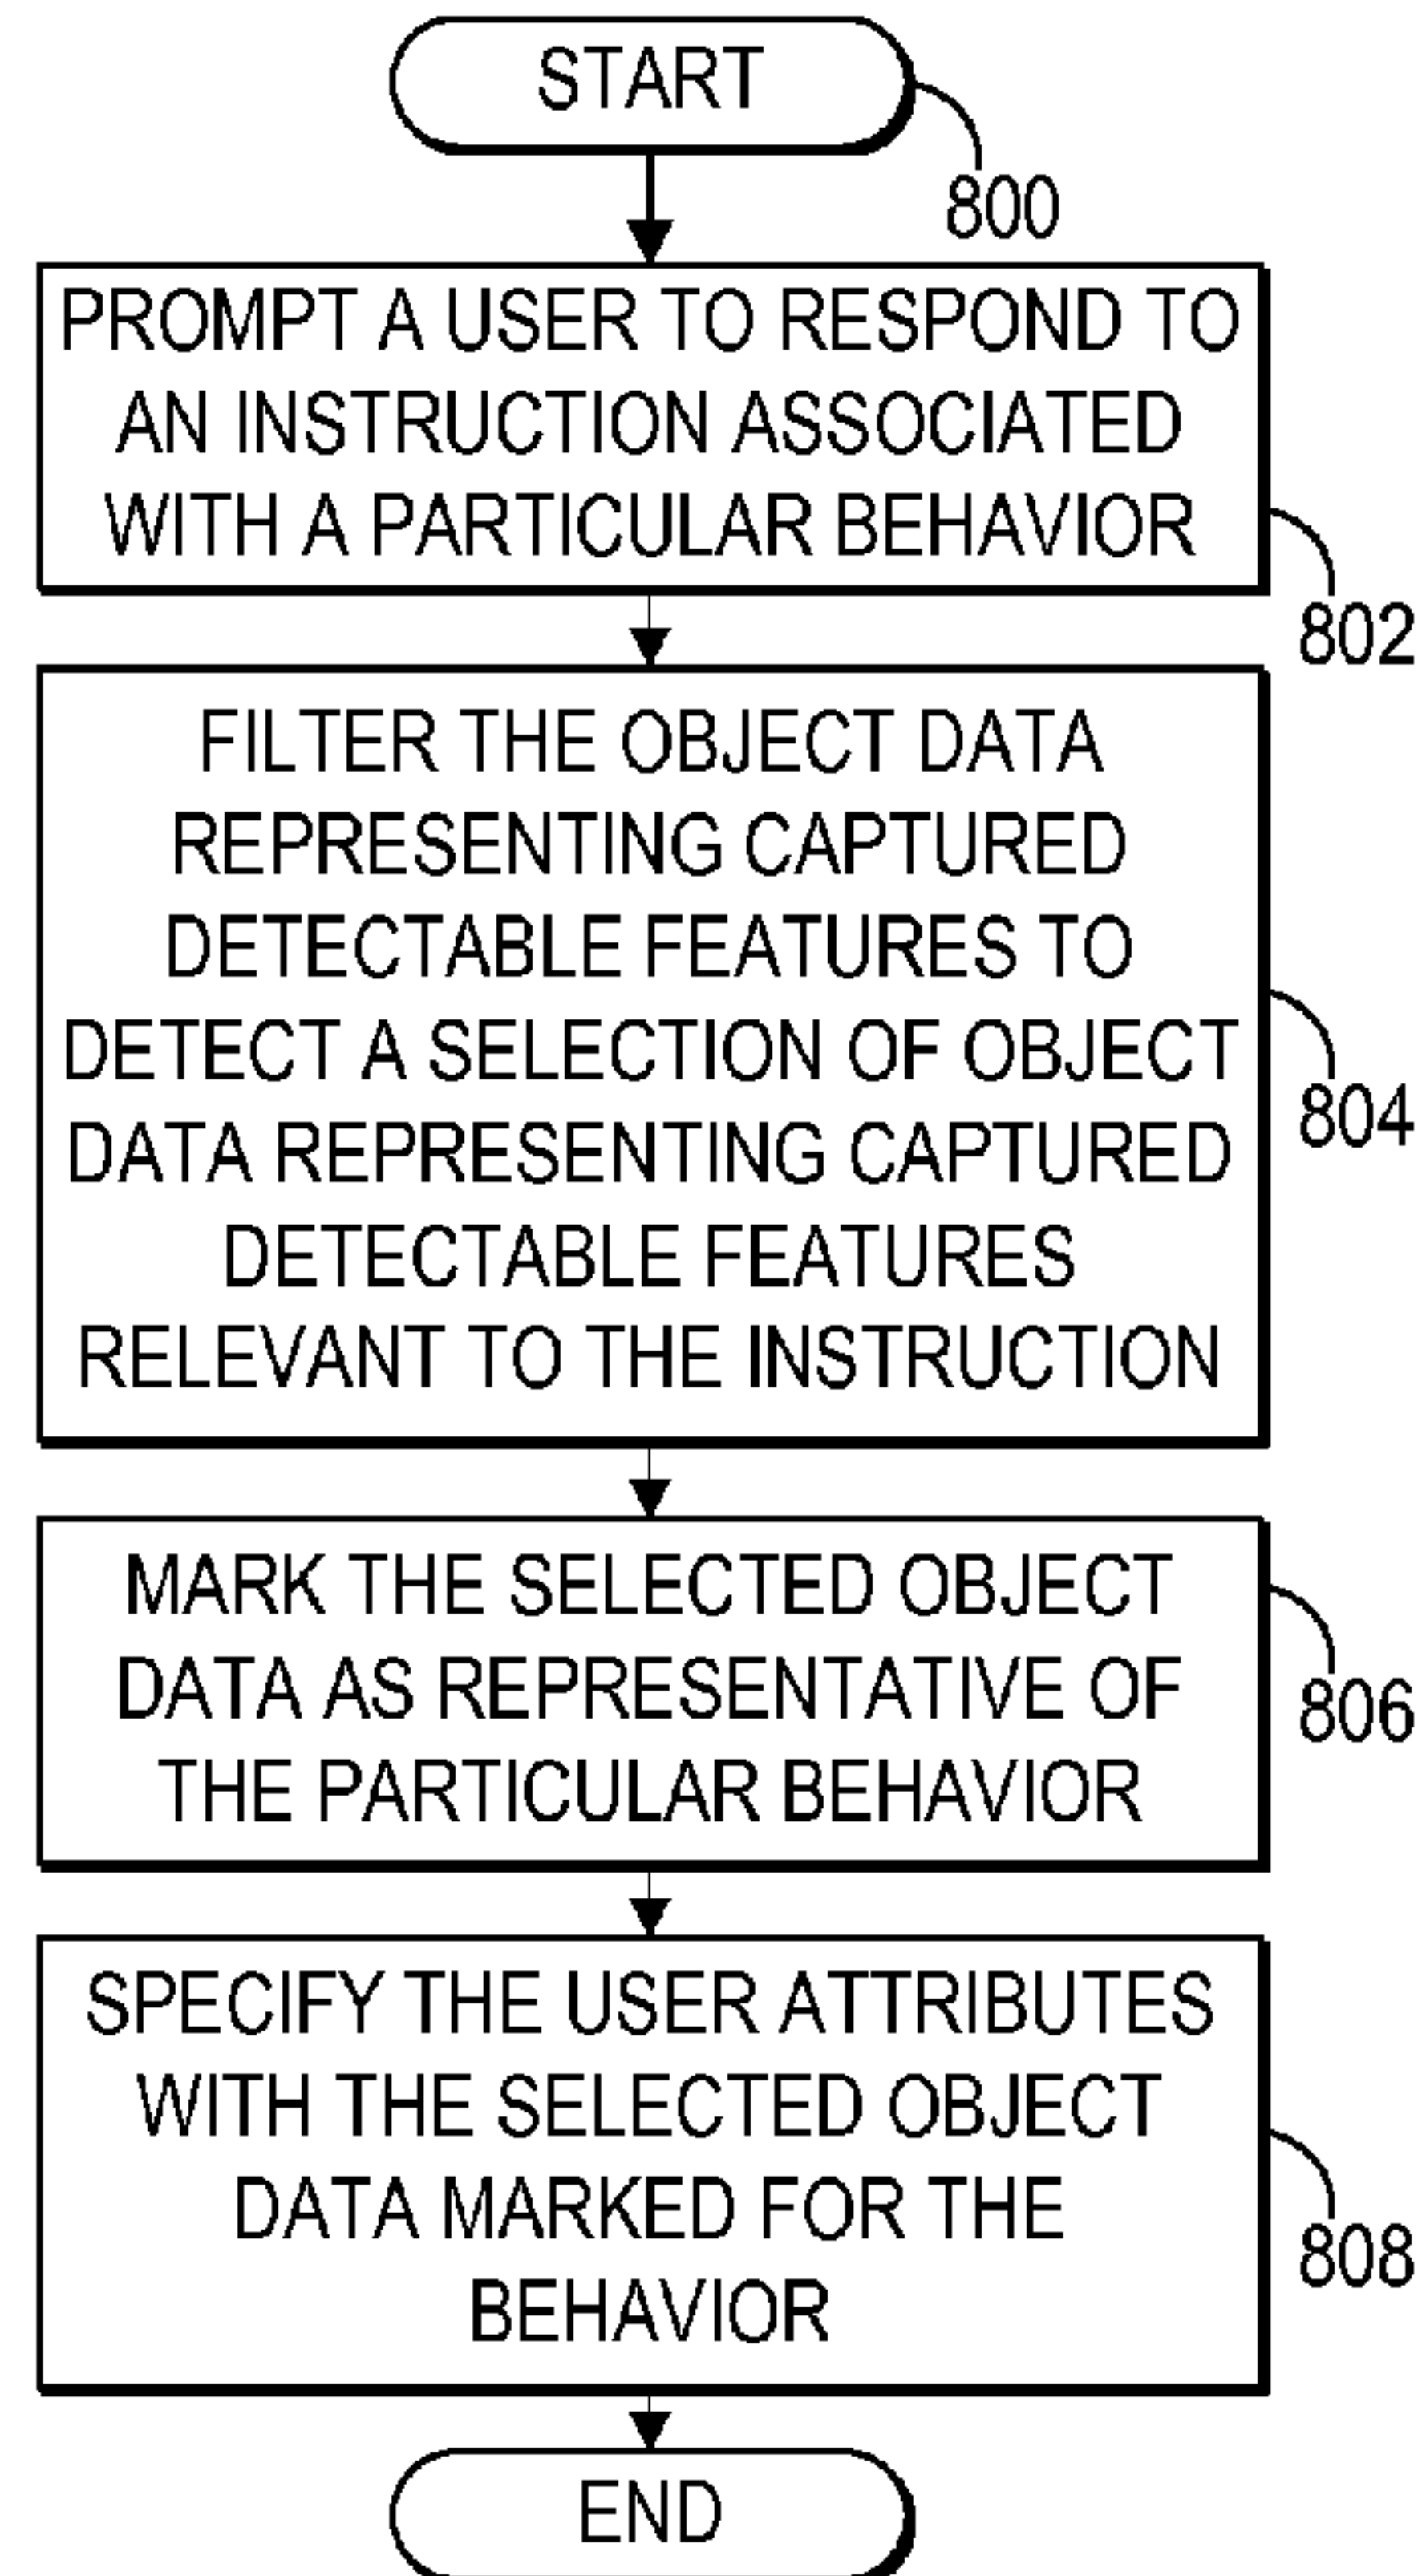 START
800
PROMPT A USER TO RESPOND TO
AN INSTRUCTION ASSOCIATED
WITH A PARTICULAR BEHAVIOR
802
FILTER THE OBJECT DATA
REPRESENTING CAPTURED
DETECTABLE FEATURES TO
DETECT A SELECTION OF OBJECT
DATA REPRESENTING CAPTURED
DETECTABLE FEATURES
RELEVANT TO THE INSTRUCTION
804
MARK THE SELECTED OBJECT
DATA AS REPRESENTATIVE OF
THE PARTICULAR BEHAVIOR
806
SPECIFY THE USER ATTRIBUTES
WITH THE SELECTED OBJECT
DATA MARKED FOR THE
BEHAVIOR
808
END